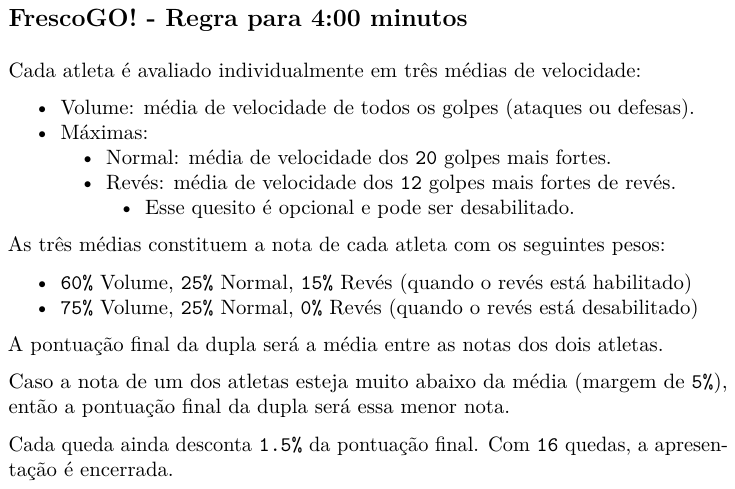 FrescoGO! - Regra para 4:00 minutos
Cada atleta é avaliado individualmente em três médias de velocidade:
• Volume: média de velocidade de todos os golpes (ataques ou defesas).
• Máximas:
• Normal: média de velocidade dos 20 golpes mais fortes.
• Revés: média de velocidade dos 12 golpes mais fortes de revés.
• Esse quesito é opcional e pode ser desabilitado.
As três médias constituem a nota de cada atleta com os seguintes pesos:
• 60% Volume, 25% Normal, 15% Revés (quando o revés está habilitado)
• 75% Volume, 25% Normal, 0% Revés (quando o revés está desabilitado)
A pontuação final da dupla será a média entre as notas dos dois atletas.
Caso a nota de um dos atletas esteja muito abaixo da média (margem de 5%),
então a pontuação final da dupla será essa menor nota.
Cada queda ainda desconta 1.5% da pontuação final. Com 16 quedas, a apresen-
tação é encerrada.